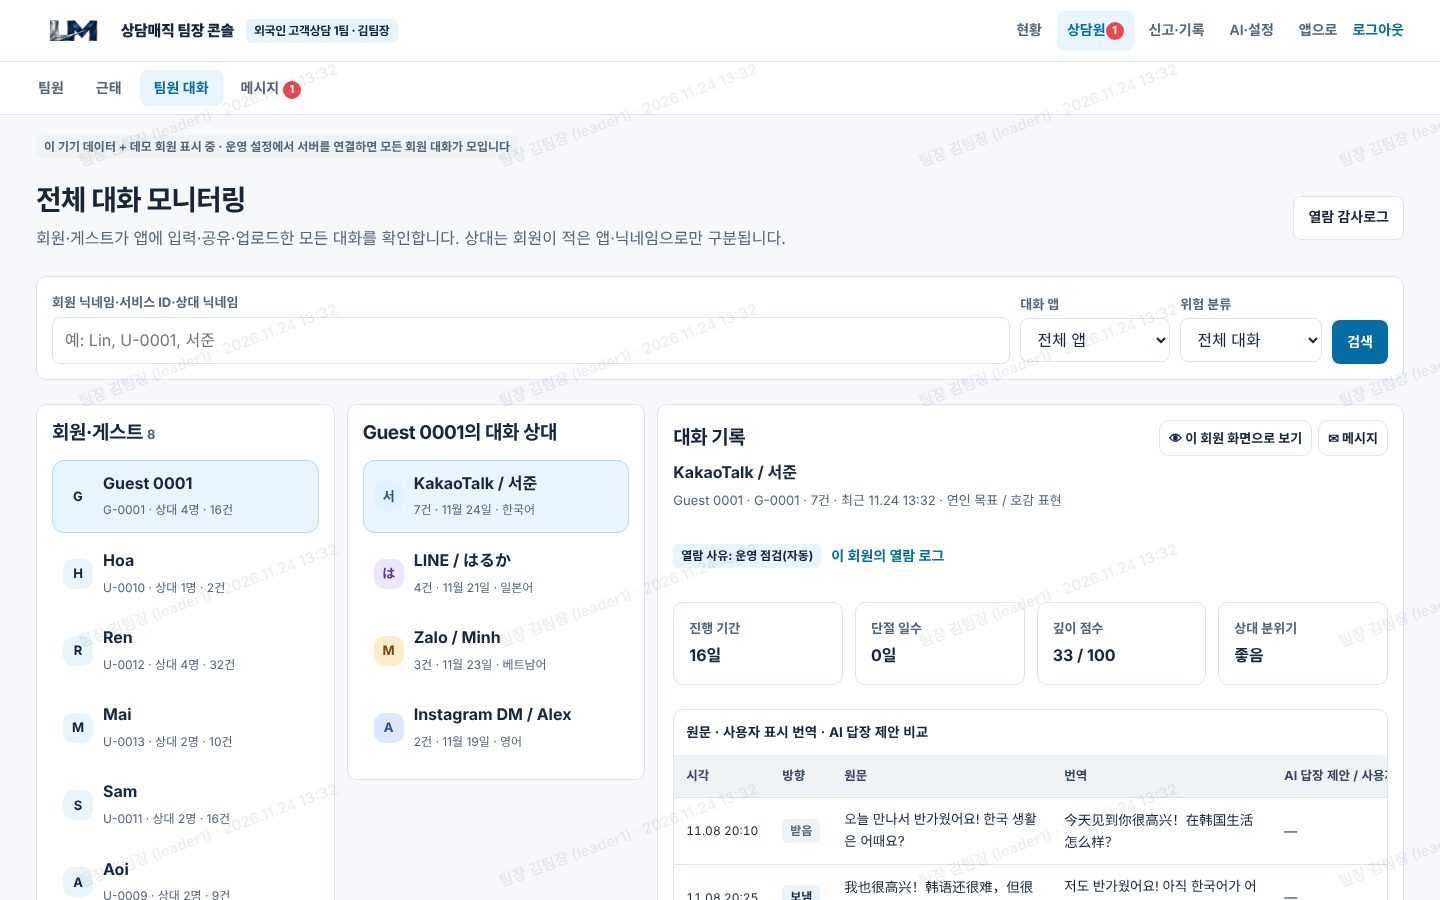 LM 상담매직 팀장 콘솔 외국인 고객상담 1팀 · 김팀장 현황 상담원 1 신고·기록 AI·설정 앱으로 로그아웃
팀원 근태 팀원 대화 메시지 1
이 기기 데이터 + 데모 회원 표시 중 · 운영 설정에서 서버를 연결하면 모든 회원 대화가 모입니다
전체 대화 모니터링
회원·게스트가 앱에 입력·공유·업로드한 모든 대화를 확인합니다. 상대는 회원이 적은 앱·닉네임으로만 구분됩니다.
열람 감사로그
회원 닉네임·서비스 ID·상대 닉네임
예: Lin, U-0001, 서준
대화 앱
전체 앱
위험 분류
전체 대화
검색
회원·게스트 8
G
Guest 0001
G-0001 · 상대 4명 · 16건
H
Hoa
U-0010 · 상대 1명 · 2건
R
Ren
U-0012 · 상대 4명 · 32건
M
Mai
U-0013 · 상대 2명 · 10건
S
Sam
U-0011 · 상대 2명 · 16건
A
Aoi
U-0009 · 상대 2명 · 9건
Guest 0001의 대화 상대
서
KakaoTalk / 서준
7건 · 11월 24일 · 한국어
は
LINE / はるか
4건 · 11월 21일 · 일본어
M
Zalo / Minh
3건 · 11월 23일 · 베트남어
A
Instagram DM / Alex
2건 · 11월 19일 · 영어
대화 기록
이 회원 화면으로 보기
메시지
KakaoTalk / 서준
Guest 0001 · G-0001 · 7건 · 최근 11.24 13:32 · 연인 목표 / 호감 표현
열람 사유: 운영 점검(자동) 이 회원의 열람 로그
진행 기간
16일
단절 일수
0일
깊이 점수
33 / 100
상대 분위기
좋음
원문 · 사용자 표시 번역 · AI 답장 제안 비교
시각 방향 원문 번역 AI 답장 제안 /
11.08 20:10 받음
오늘 만나서 반가웠어요! 한국 생활
은 어때요?
今天见到你很高兴！在韩国生活
怎么样？
—
11.08 20:25 보냄
我也很高兴！韩语还很难，但很
저도 반가웠어요! 아직 한국어가 어
—
팀장 김팀장 (leader1) · 2026.11.24 13:32